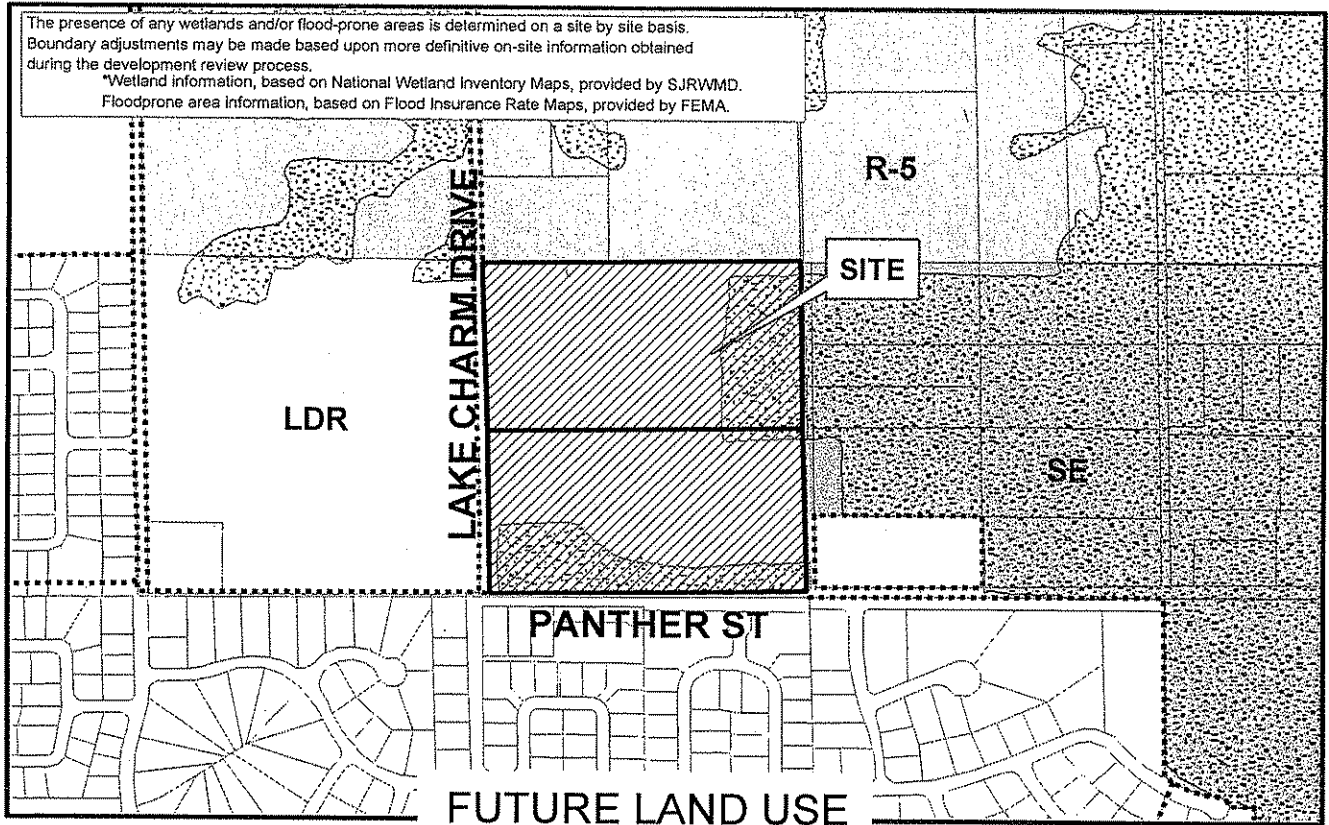 The presence of any wetlands and/or flood-prone areas is determined on a site by site basis.
Boundary adjustments may be made based upon more definitive on-site information obtained
during the development review process.
*Wetland information, based on National Wetland Inventory Maps, provided by SJRWMD.
Floodprone area information, based on Flood Insurance Rate Maps, provided by FEMA.
R-5
SITE
LAKE CHARM DRIVE
LDR
SE
PANTHER ST
FUTURE LAND USE